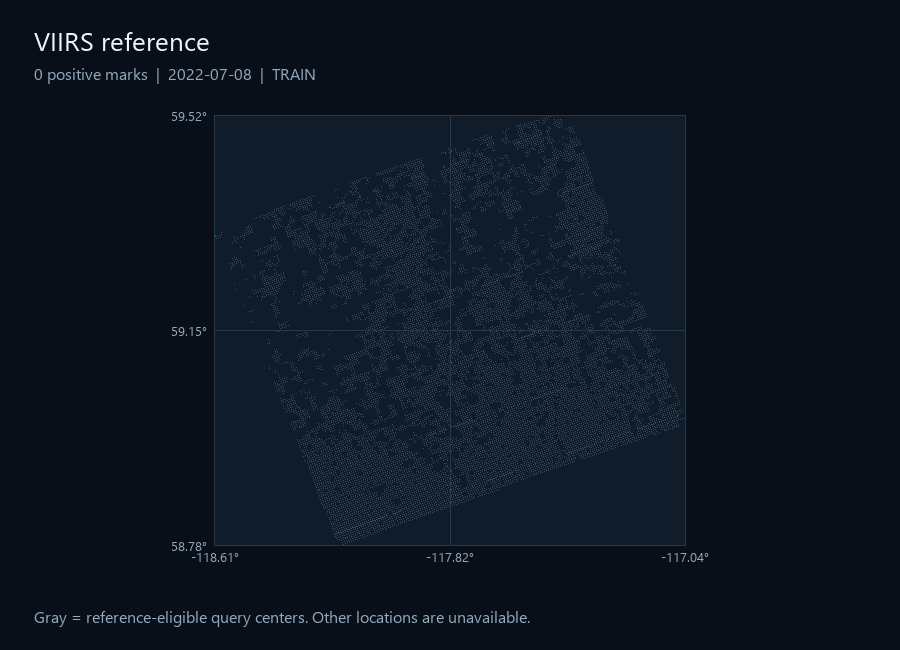 VIIRS reference
0 positive marks | 2022-07-08 | TRAIN
59.52°
59.15°
58.78°
-118.61°
-117.82°
-117.04°
Gray = reference-eligible query centers. Other locations are unavailable.